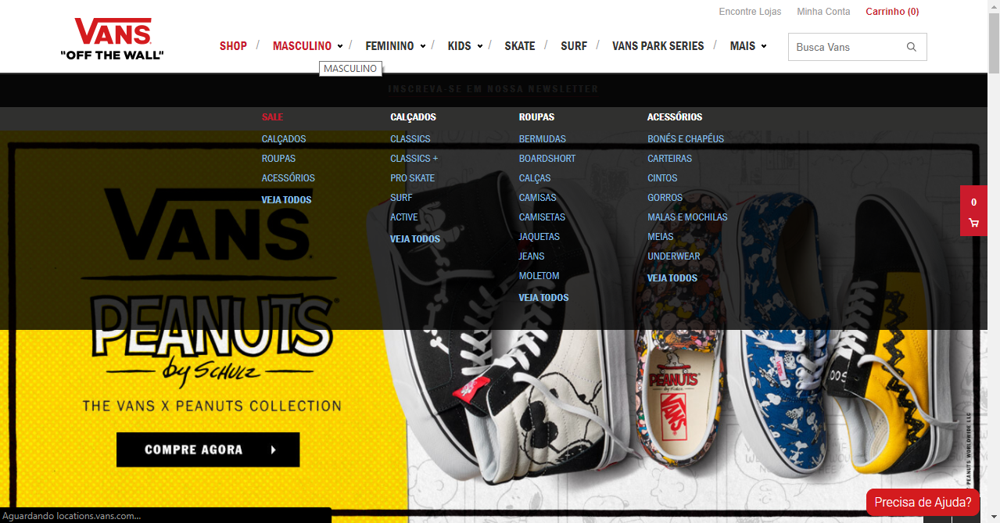 Encontre Lojas Minha Conta Carrinho (0)
VANS
"OFF THE WALL"
SHOP / MASCULINO / FEMININO / KIDS / SKATE / SURF / VANS PARK SERIES / MAIS
Busca Vans
MASCULINO
INSCREVA-SE EM NOSSA NEWSLETTER
SALE
CALÇADOS
ROUPAS
ACESSÓRIOS
VEJA TODOS
CALÇADOS
CLASSICS
CLASSICS +
PRO SKATE
SURF
ACTIVE
VEJA TODOS
ROUPAS
BERMUDAS
BOARDSHORT
CALÇAS
CAMISAS
CAMISETAS
JAQUETAS
JEANS
MOLETOM
VEJA TODOS
ACESSÓRIOS
BONÉS E CHAPÉUS
CARTEIRAS
CINTOS
GORROS
MALAS E MOCHILAS
MEIAS
UNDERWEAR
VEJA TODOS
0
VANS
PEANUTS
by SCHULZ
THE VANS X PEANUTS COLLECTION
COMPRE AGORA
PEANUTS
by Schulz
VANS
PEANUTS WORLDWIDE LLC
Precisa de Ajuda?
Aguardando locations.vans.com...